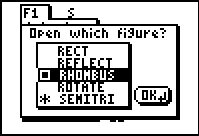 F1 S
Open which figure?
RECT
REFLECT
RHOMBUS
ROTATE
* SEMITRI
OK↵